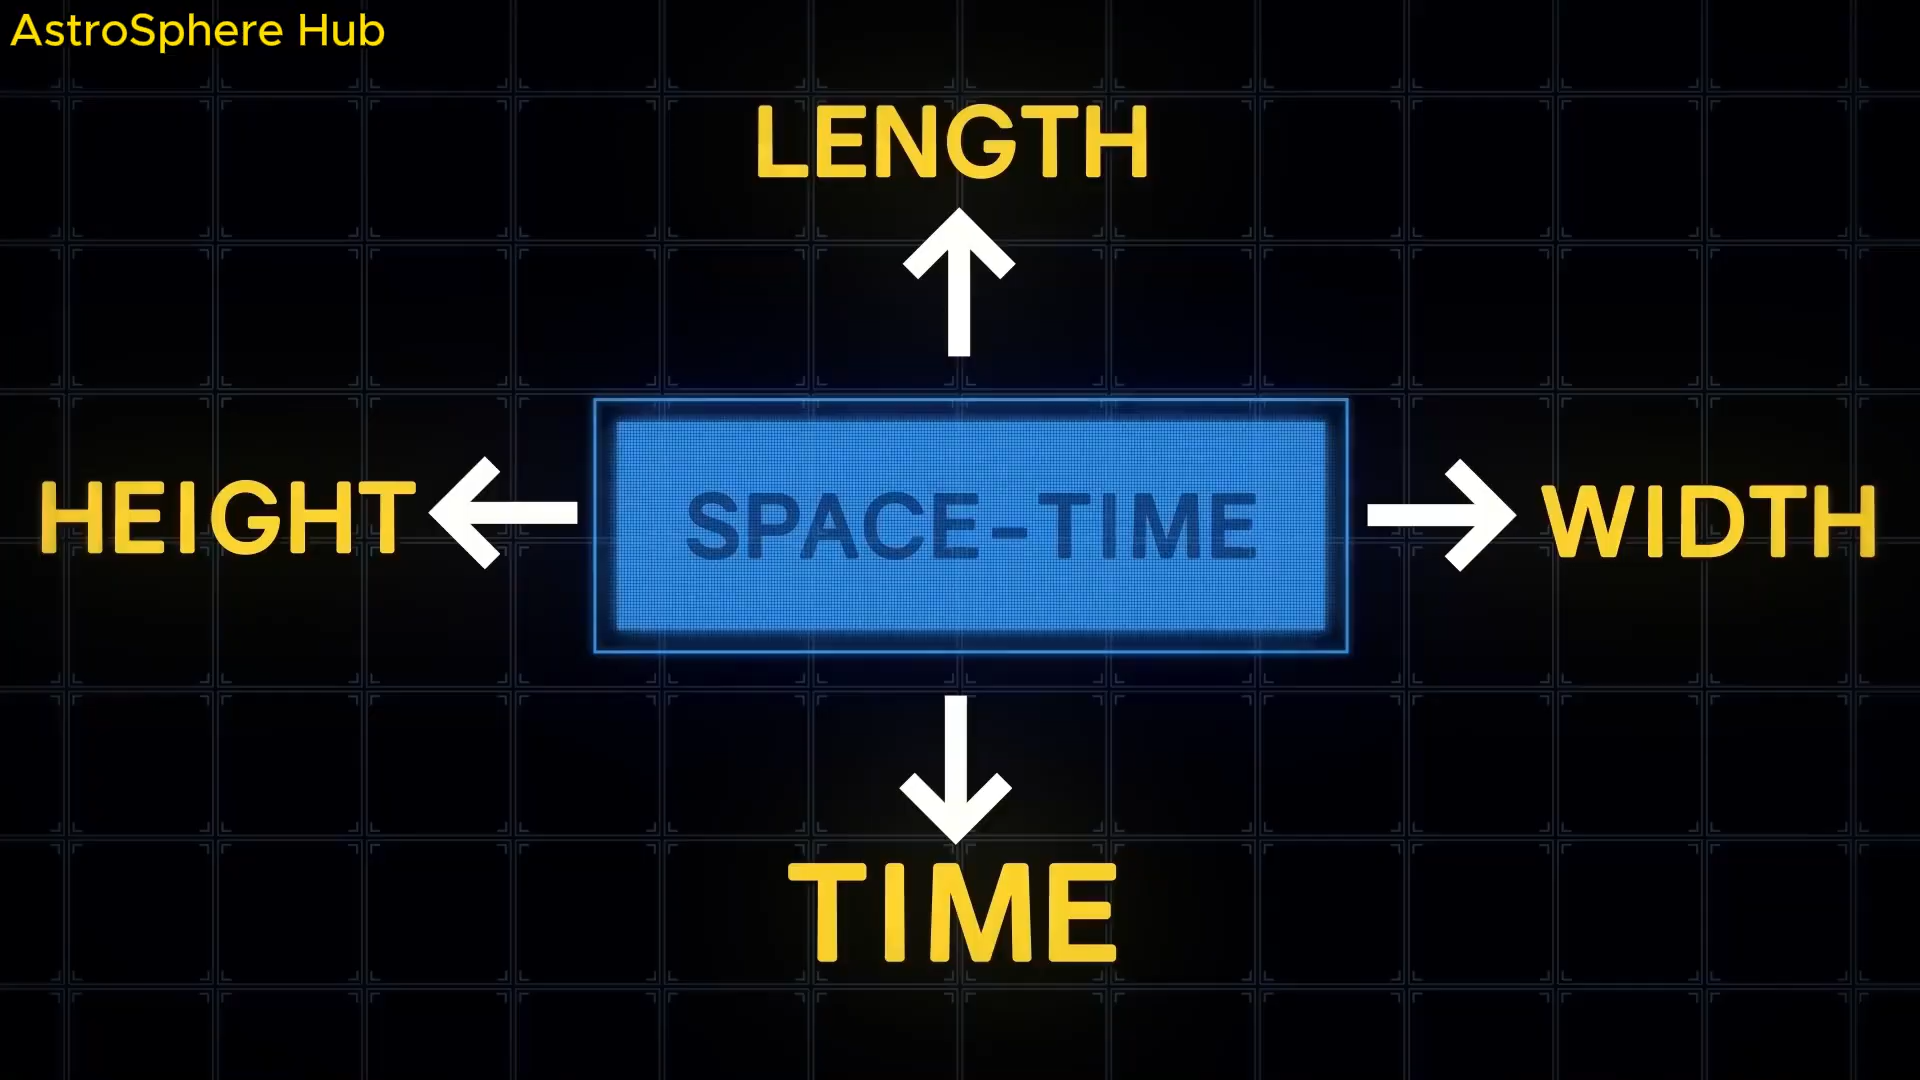 AstroSphere Hub
LENGTH
HEIGHT
SPACE-TIME
WIDTH
TIME